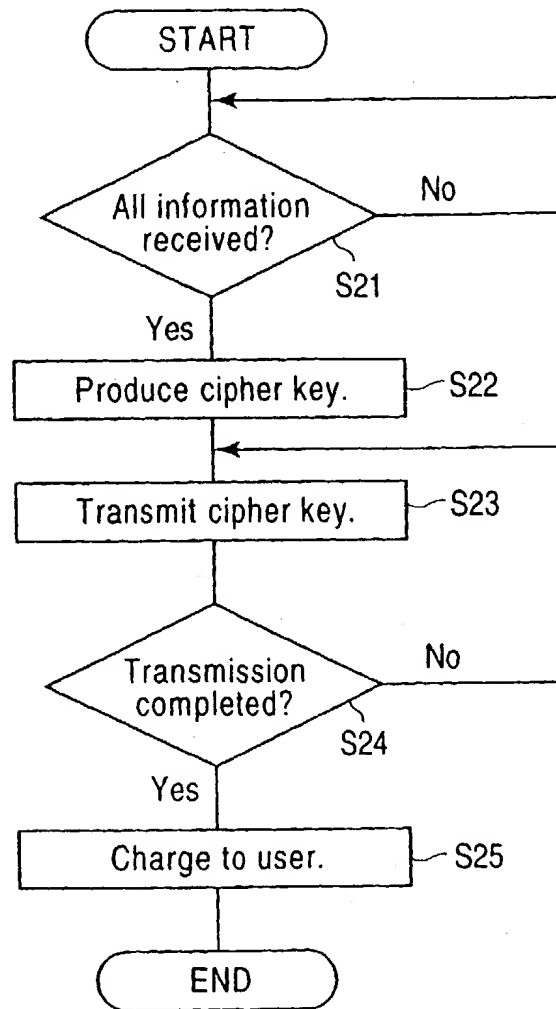 START
All information
received?
No
S21
Yes
Produce cipher key.
S22
Transmit cipher key.
S23
Transmission
completed?
No
S24
Yes
Charge to user.
S25
END